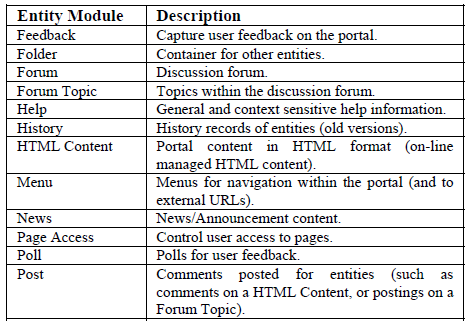 Entity Module Description
Feedback Capture user feedback on the portal.
Folder Container for other entities.
Forum Discussion forum.
Forum Topic Topics within the discussion forum.
Help General and context sensitive help information.
History History records of entities (old versions).
HTML Content Portal content in HTML format (on-line
managed HTML content).
Menu Menus for navigation within the portal (and to
external URLs).
News News/Announcement content.
Page Access Control user access to pages.
Poll Polls for user feedback.
Post Comments posted for entities (such as
comments on a HTML Content, or postings on a
Forum Topic).